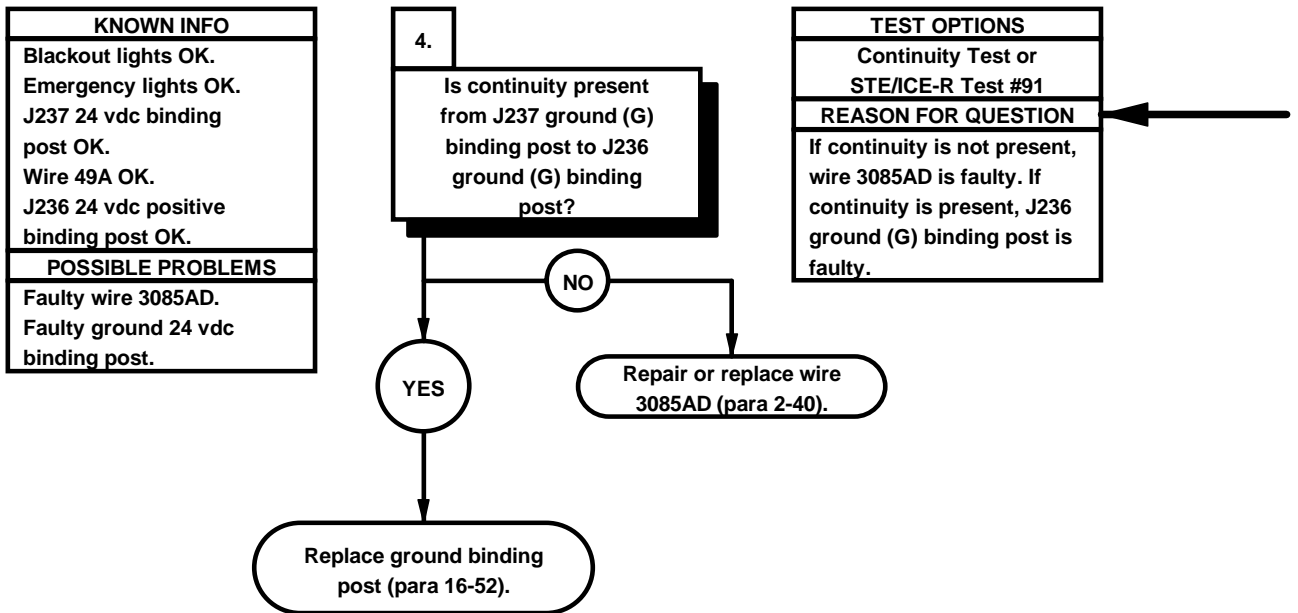 KNOWN INFO
Blackout lights OK.
Emergency lights OK.
J237 24 vdc binding
post OK.
Wire 49A OK.
J236 24 vdc positive
binding post OK.
POSSIBLE PROBLEMS
Faulty wire 3085AD.
Faulty ground 24 vdc
binding post.
4.
Is continuity present
from J237 ground (G)
binding post to J236
ground (G) binding
post?
TEST OPTIONS
Continuity Test or
STE/ICE-R Test #91
REASON FOR QUESTION
If continuity is not present,
wire 3085AD is faulty. If
continuity is present, J236
ground (G) binding post is
faulty.
NO
YES
Repair or replace wire
3085AD (para 2-40).
Replace ground binding
post (para 16-52).